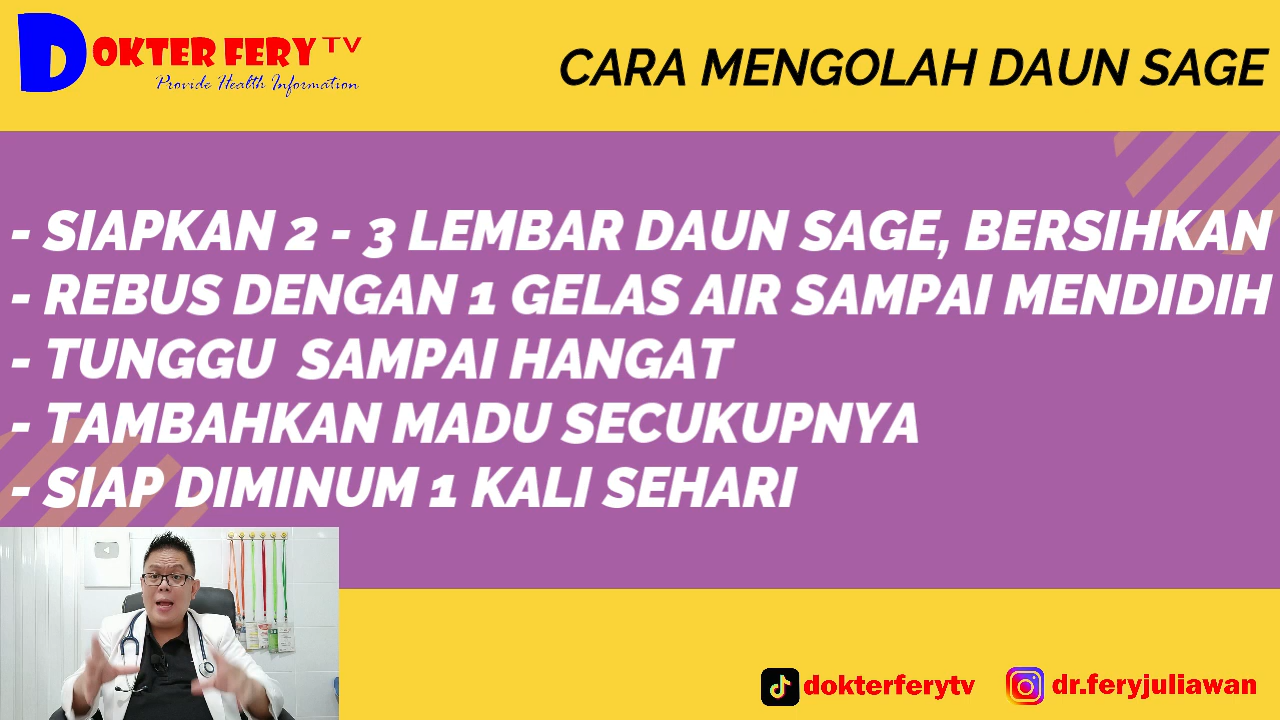 DOKTER FERY TV
Provide Health Information
CARA MENGOLAH DAUN SAGE
- SIAPKAN 2 - 3 LEMBAR DAUN SAGE, BERSIHKAN
- REBUS DENGAN 1 GELAS AIR SAMPAI MENDIDIH
- TUNGGU SAMPAI HANGAT
- TAMBAHKAN MADU SECUKUPNYA
- SIAP DIMINUM 1 KALI SEHARI
dokterferytv
dr.feryjuliawan